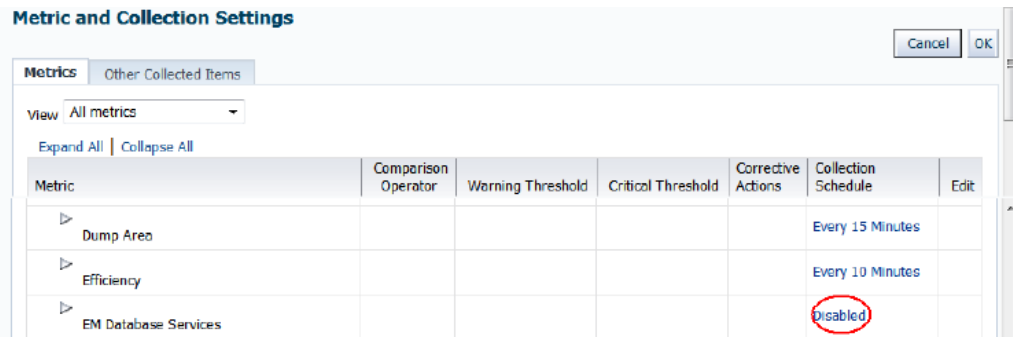 Metric and Collection Settings
Cancel OK
Metrics Other Collected Items
View All metrics
Expand All | Collapse All
Metric Comparison Operator Warning Threshold Critical Threshold Corrective Actions Collection Schedule Edit
Dump Area Every 15 Minutes
Efficiency Every 10 Minutes
EM Database Services Disabled